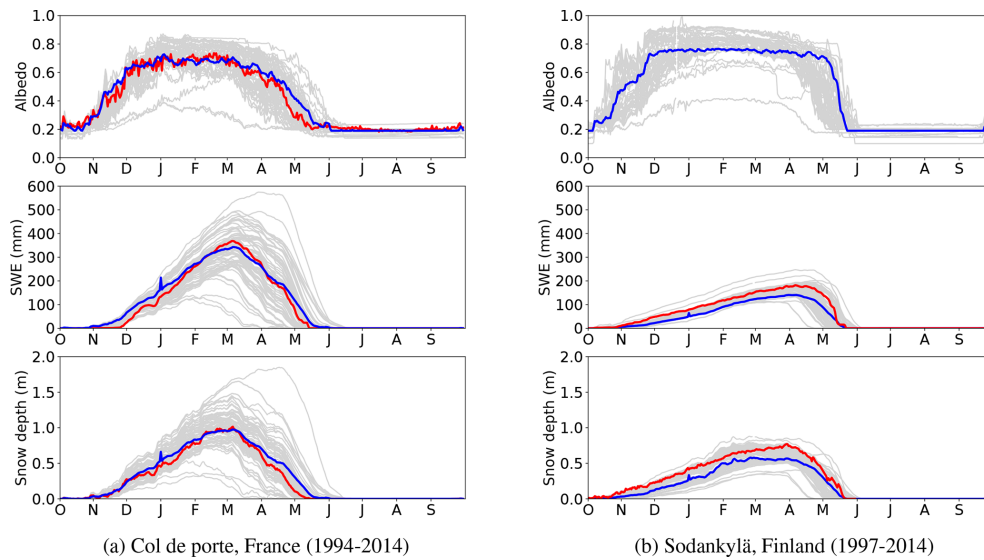 1.0
0.8
0.6
0.4
0.2
0.0
Albedo
O N D J F M A M J J A S
600
500
400
300
200
100
0
SWE (mm)
O N D J F M A M J J A S
2.0
1.5
1.0
0.5
0.0
Snow depth (m)
O N D J F M A M J J A S
(a) Col de porte, France (1994-2014)
1.0
0.8
0.6
0.4
0.2
0.0
Albedo
O N D J F M A M J J A S
600
500
400
300
200
100
0
SWE (mm)
O N D J F M A M J J A S
2.0
1.5
1.0
0.5
0.0
Snow depth (m)
O N D J F M A M J J A S
(b) Sodankylä, Finland (1997-2014)